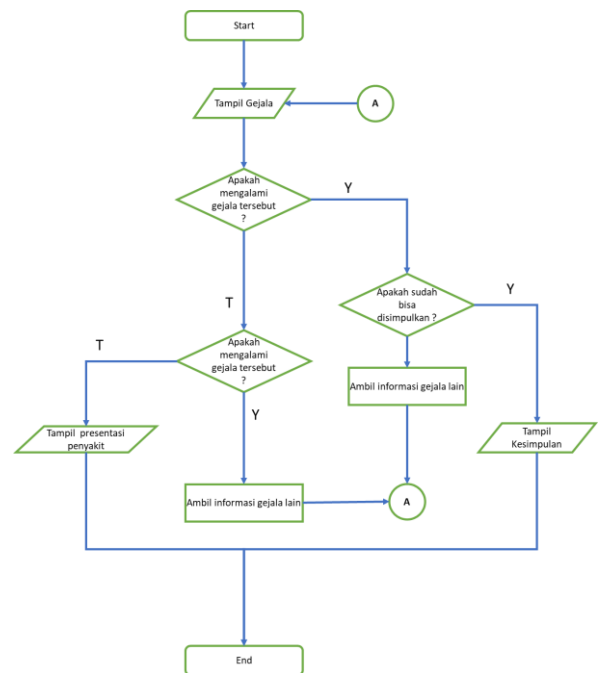 Start
Tampil Gejala
A
Apakah
mengalami
gejala tersebut
?
Y
Apakah sudah
bisa
disimpulkan ?
Y
T
Apakah
mengalami
gejala tersebut
?
T
Ambil informasi gejala lain
Y
Tampil presentasi
penyakit
Tampil
Kesimpulan
Ambil informasi gejala lain
A
End